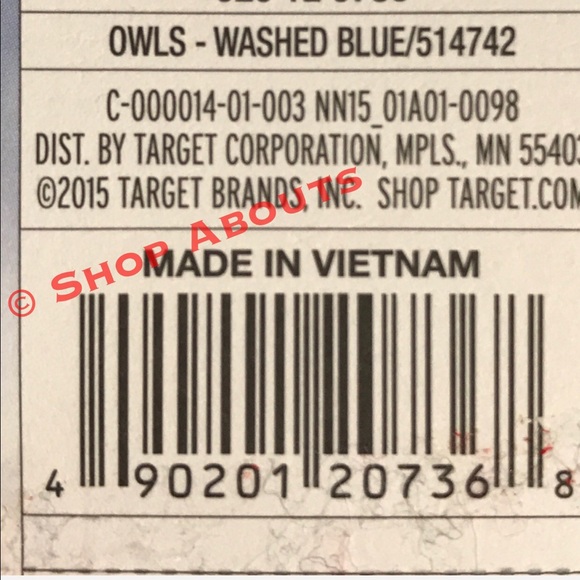 OWLS - WASHED BLUE/514742
C-000014-01-003 NN15_01A01-0098
DIST. BY TARGET CORPORATION, MPLS., MN 55403
©2015 TARGET BRANDS, INC. SHOP TARGET.COM
© Shop Abouts
MADE IN VIETNAM
4 90201 20736 8